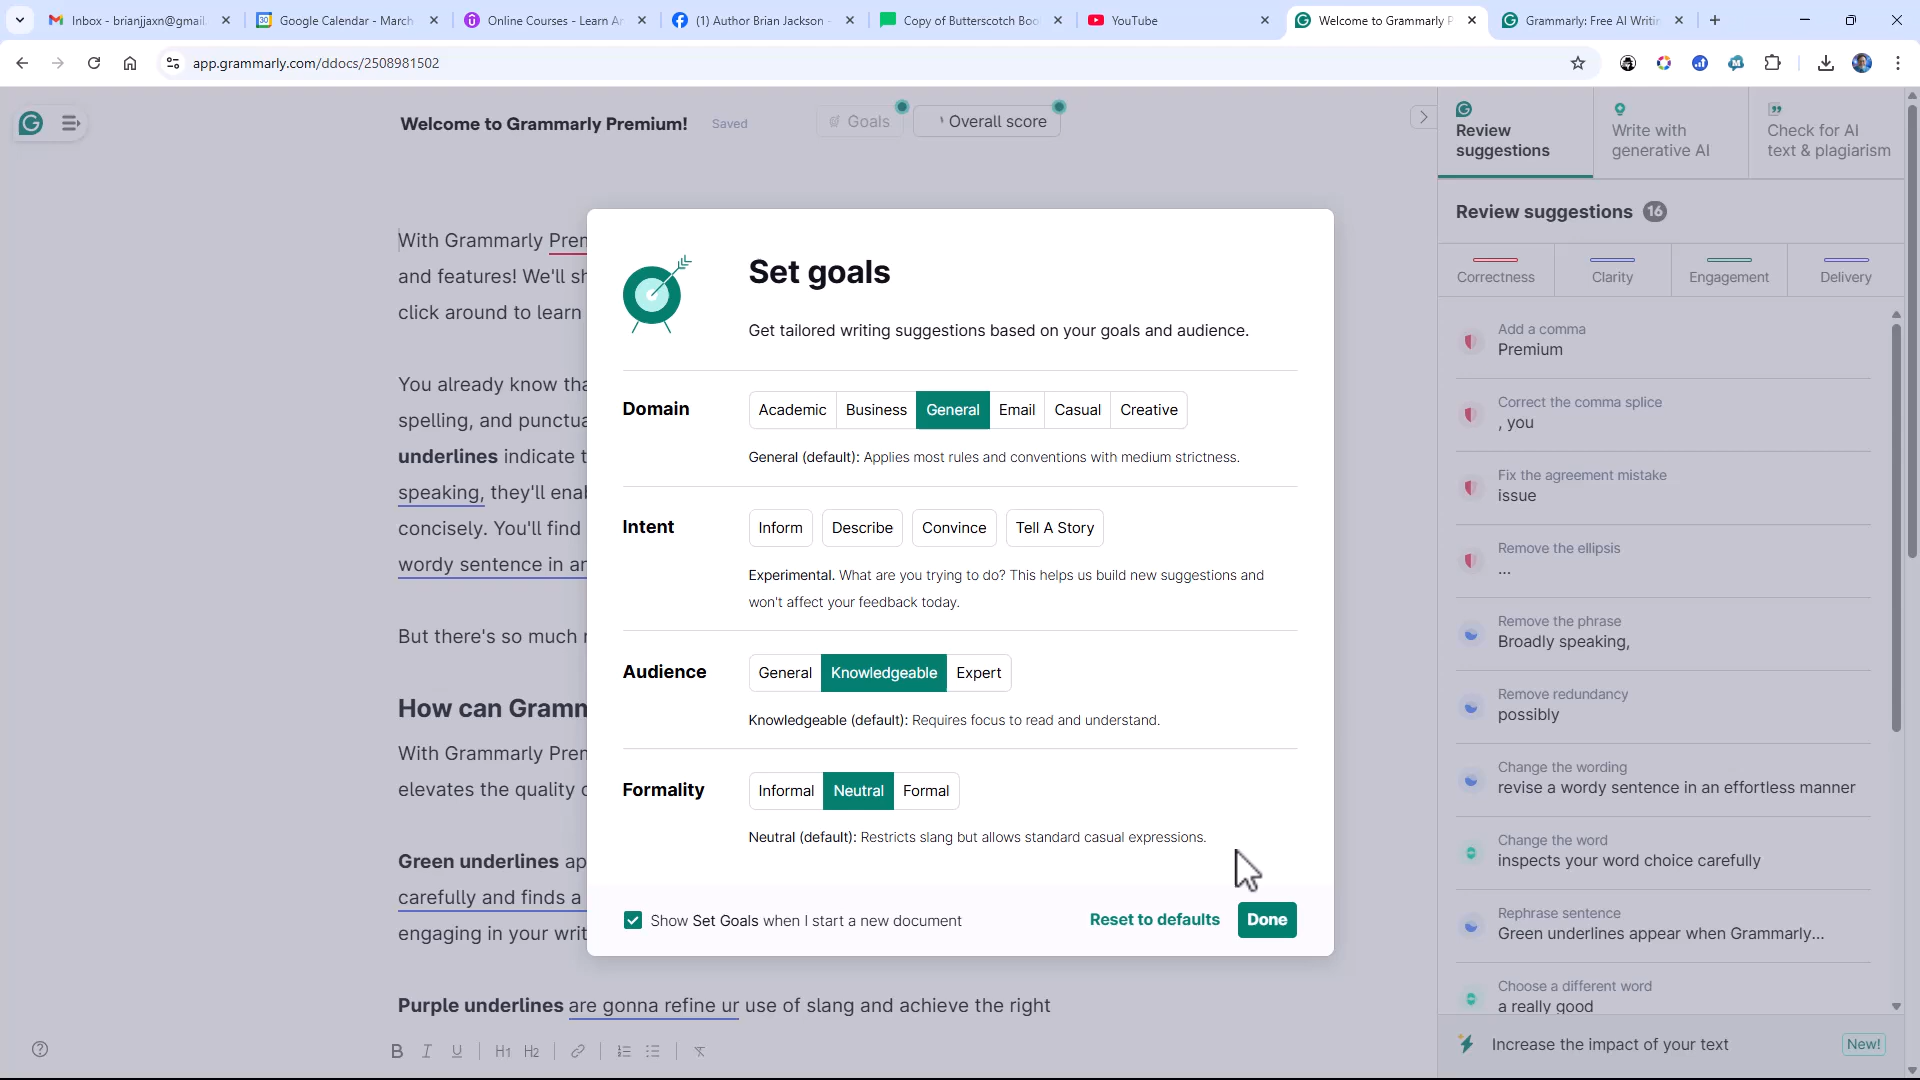 Inbox - brianjjaxn@gmail.
Google Calendar - March
Online Courses - Learn An
(1) Author Brian Jackson -
Copy of Butterscotch Boo
YouTube
Welcome to Grammarly P
Grammarly: Free AI Writin
app.grammarly.com/ddocs/2508981502
Welcome to Grammarly Premium!
Saved
Goals
Overall score
Review suggestions
Write with generative AI
Check for AI text & plagiarism
Review suggestions 16
Correctness
Clarity
Engagement
Delivery
With Grammarly Prem
and features! We'll sh
click around to learn
You already know tha
spelling, and punctua
underlines indicate t
speaking, they'll enab
concisely. You'll find
wordy sentence in an
But there's so much
How can Gramm
With Grammarly Prem
elevates the quality
Green underlines ap
carefully and finds a
engaging in your writ
Purple underlines are gonna refine ur use of slang and achieve the right
B I U H1 H2
Set goals
Get tailored writing suggestions based on your goals and audience.
Domain
Academic Business General Email Casual Creative
General (default): Applies most rules and conventions with medium strictness.
Intent
Inform Describe Convince Tell A Story
Experimental. What are you trying to do? This helps us build new suggestions and
won't affect your feedback today.
Audience
General Knowledgeable Expert
Knowledgeable (default): Requires focus to read and understand.
Formality
Informal Neutral Formal
Neutral (default): Restricts slang but allows standard casual expressions.
Show Set Goals when I start a new document
Reset to defaults
Done
Add a comma
Premium
Correct the comma splice
, you
Fix the agreement mistake
issue
Remove the ellipsis
...
Remove the phrase
Broadly speaking,
Remove redundancy
possibly
Change the wording
revise a wordy sentence in an effortless manner
Change the word
inspects your word choice carefully
Rephrase sentence
Green underlines appear when Grammarly...
Choose a different word
a really good
Increase the impact of your text
New!